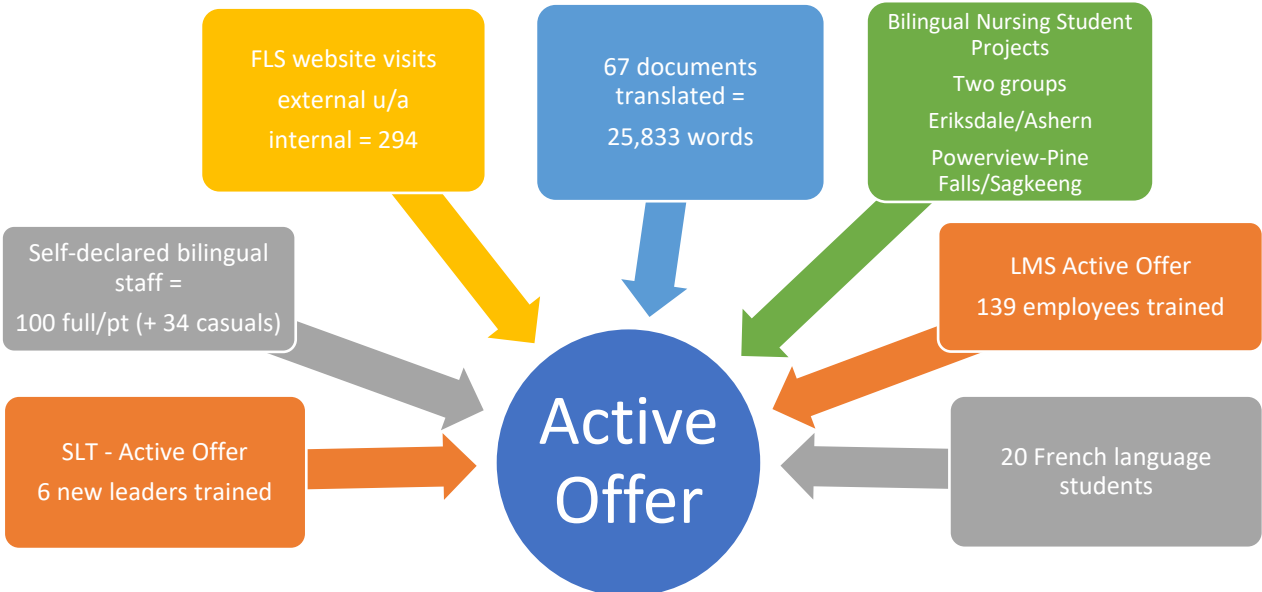 FLS website visits
external u/a
internal = 294
67 documents
translated =
25,833 words
Bilingual Nursing Student
Projects
Two groups
Eriksdale/Ashern
Powerview-Pine
Falls/Sagkeeng
Self-declared bilingual
staff =
100 full/pt (+ 34 casuals)
LMS Active Offer
139 employees trained
SLT - Active Offer
6 new leaders trained
Active
Offer
20 French language
students